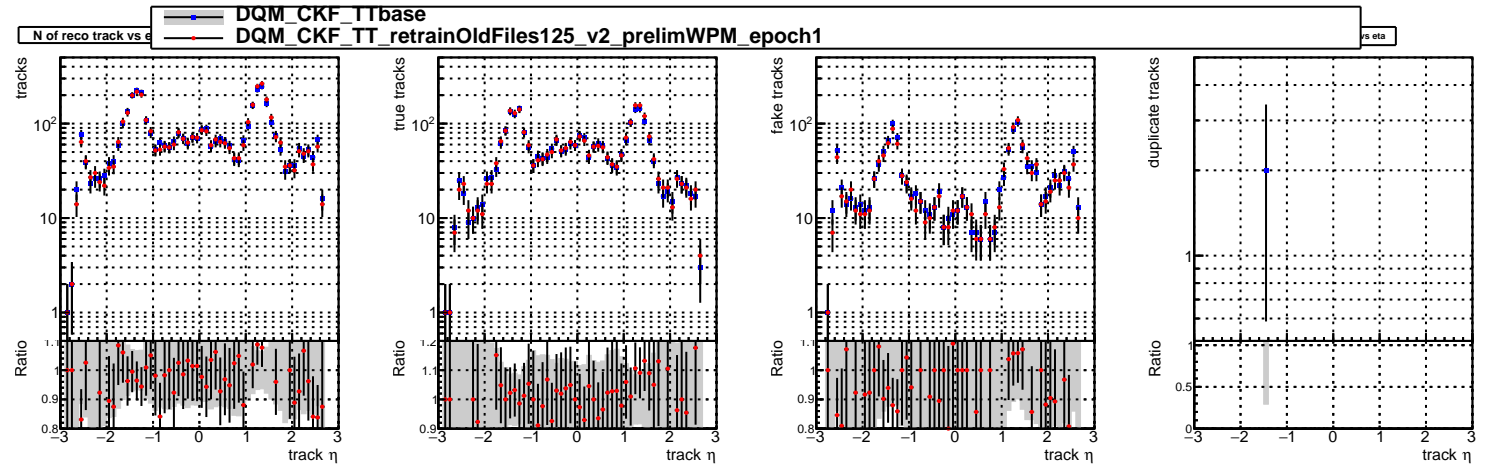 DQM_CKF_TTbase
DQM_CKF_TT_retrainOldFiles125_v2_prelimWPM_epoch1
N of reco track vs e
vs eta
tracks
10²
10
1
Ratio
1.1
1
0.9
0.8
−3 −2 −1 0 1 2 3
track η
true tracks
10²
10
1
Ratio
1.2
1.1
1
0.9
−3 −2 −1 0 1 2 3
track η
fake tracks
10²
10
1
Ratio
1.1
1
0.9
0.8
−3 −2 −1 0 1 2 3
track η
duplicate tracks
1
Ratio
1
0.5
0
−3 −2 −1 0 1 2 3
track η